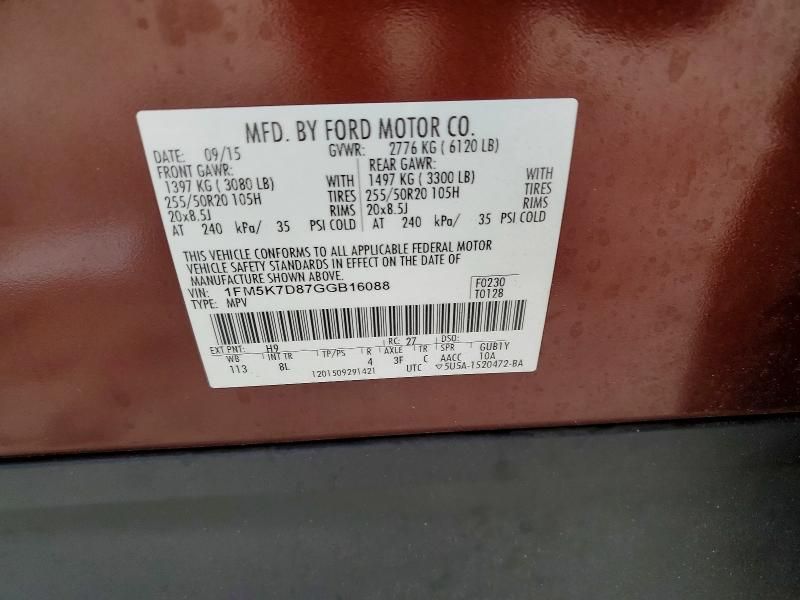 MFD. BY FORD MOTOR CO.
DATE: 09/15 GVWR: 2776 KG ( 6120 LB)
FRONT GAWR: REAR GAWR:
1397 KG ( 3080 LB) WITH 1497 KG ( 3300 LB) WITH
255/50R20 105H TIRES 255/50R20 105H TIRES
20x8.5J RIMS 20x8.5J RIMS
AT 240 kPa/ 35 PSI COLD AT 240 kPa/ 35 PSI COLD
THIS VEHICLE CONFORMS TO ALL APPLICABLE FEDERAL MOTOR
VEHICLE SAFETY STANDARDS IN EFFECT ON THE DATE OF
MANUFACTURE SHOWN ABOVE.
VIN: 1FM5K7D87GGB16088 F0230
TYPE: MPV T0128
EXT PNT: H9 RC: 27 DSO:
WB INT TR TP/PS R AXLE TR SPR GUB1Y
113 8L 4 3F C AACC 10A
1201509291421 UTC ▽5U5A-1520472-BA